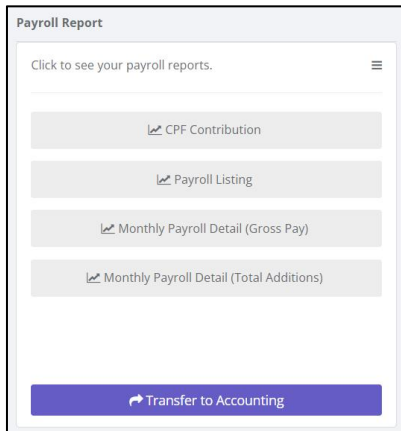 Payroll Report
Click to see your payroll reports.
CPF Contribution
Payroll Listing
Monthly Payroll Detail (Gross Pay)
Monthly Payroll Detail (Total Additions)
Transfer to Accounting